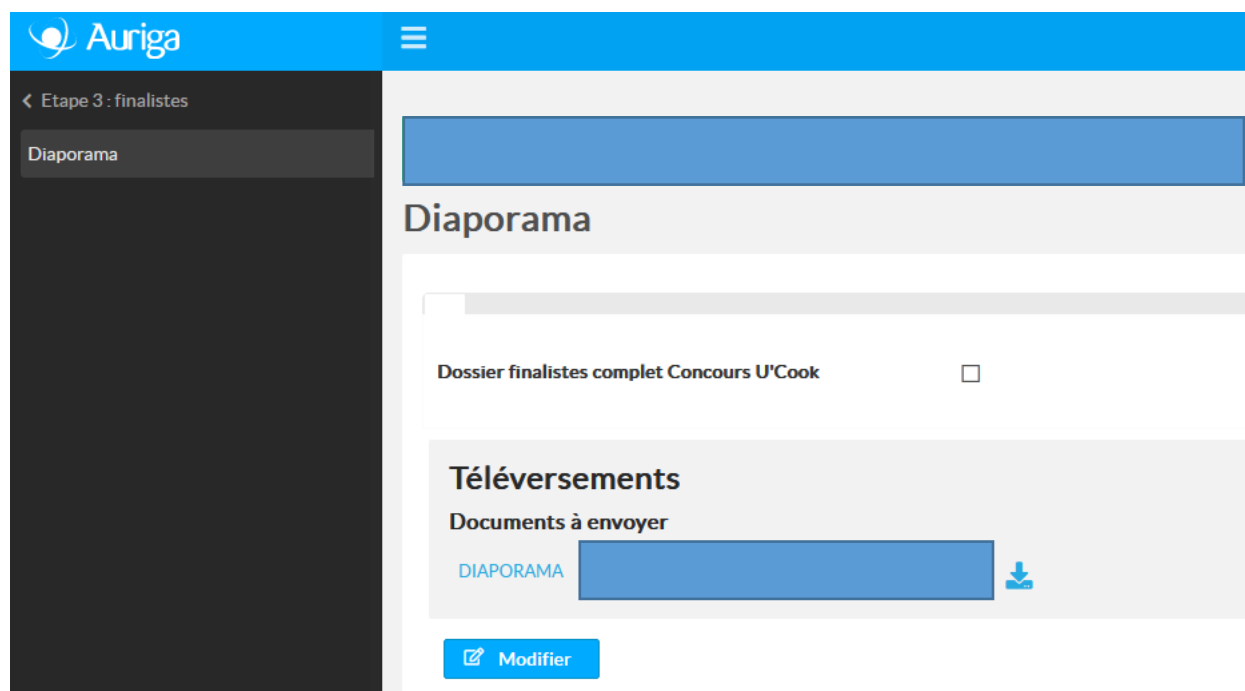 Auriga
Etape 3 : finalistes
Diaporama
Diaporama
Dossier finalistes complet Concours U'Cook
Téléversements
Documents à envoyer
DIAPORAMA
Modifier